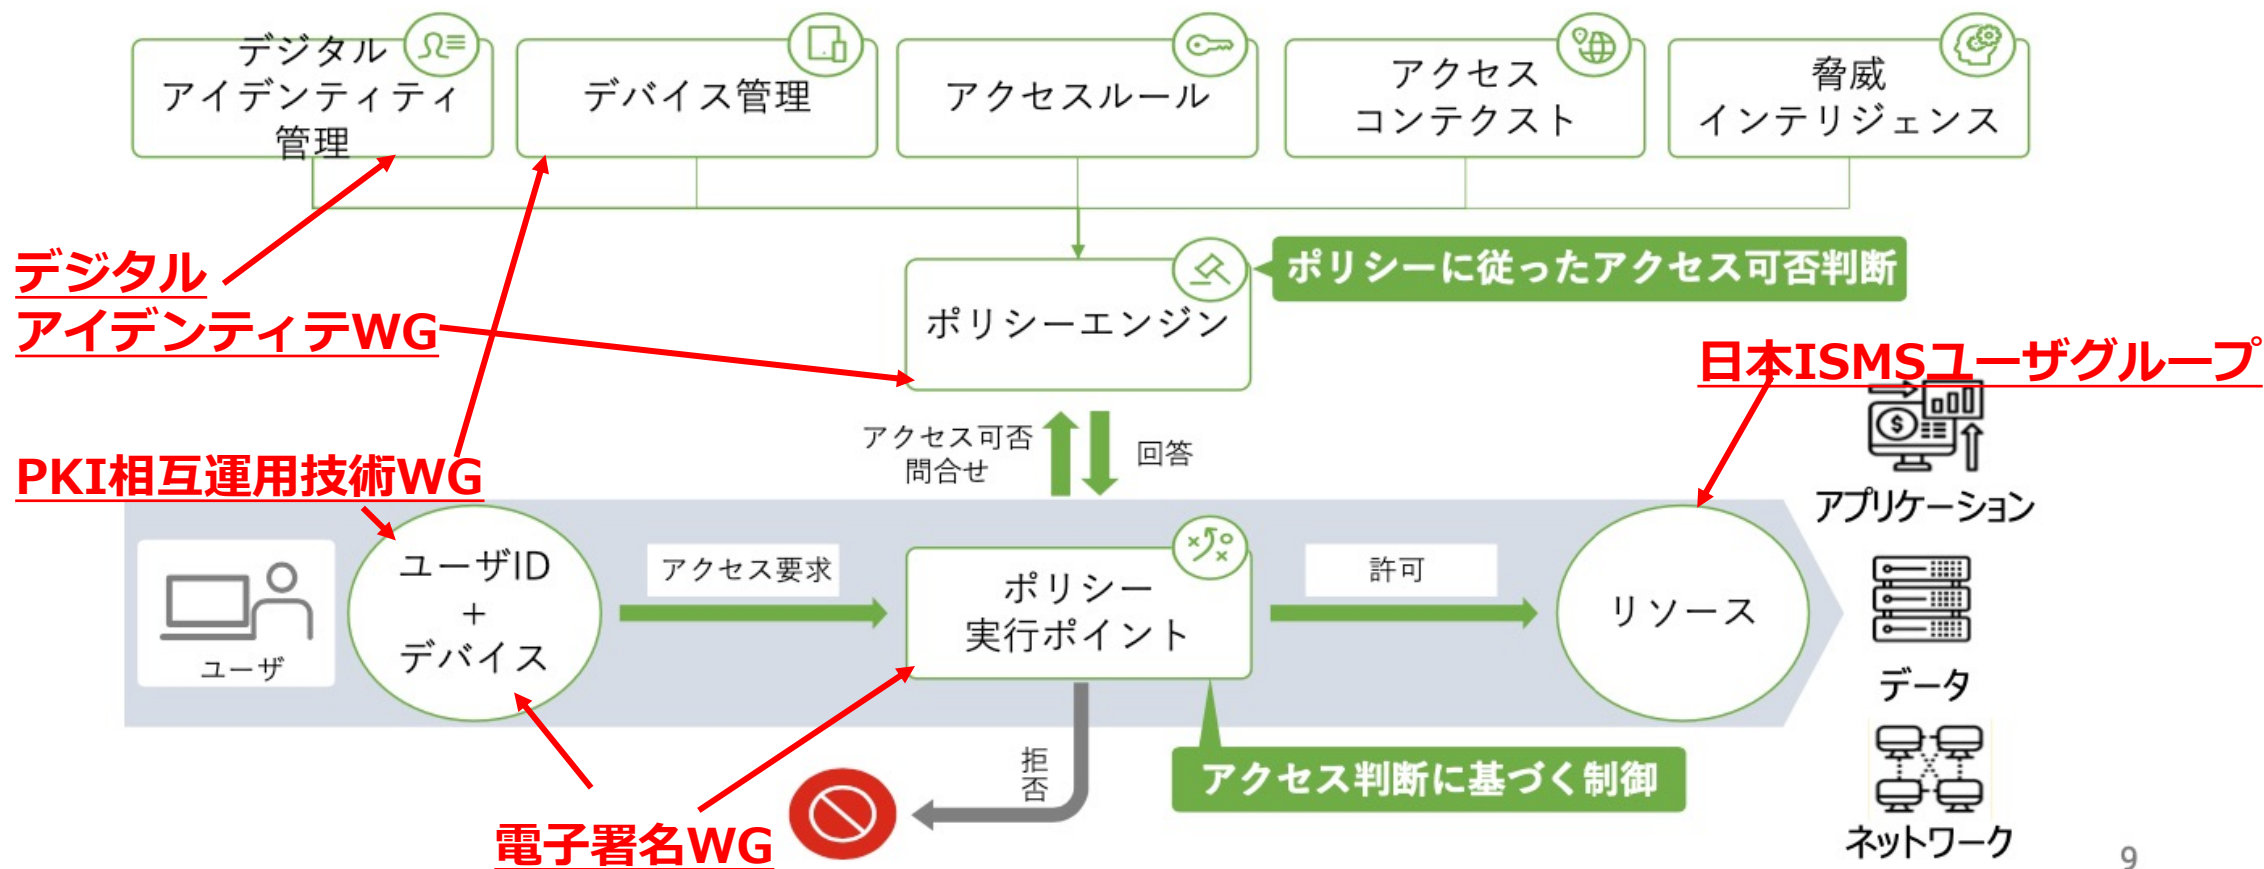 デジタル
アイデンティティ
管理
デバイス管理
アクセスルール
アクセス
コンテクスト
脅威
インテリジェンス
デジタル
アイデンティテWG
ポリシーエンジン
ポリシーに従ったアクセス可否判断
日本ISMSユーザグループ
アクセス可否
問合せ
回答
PKI相互運用技術WG
アプリケーション
ユーザ
ユーザID
+
デバイス
アクセス要求
ポリシー
実行ポイント
許可
リソース
データ
拒否
アクセス判断に基づく制御
電子署名WG
ネットワーク
9